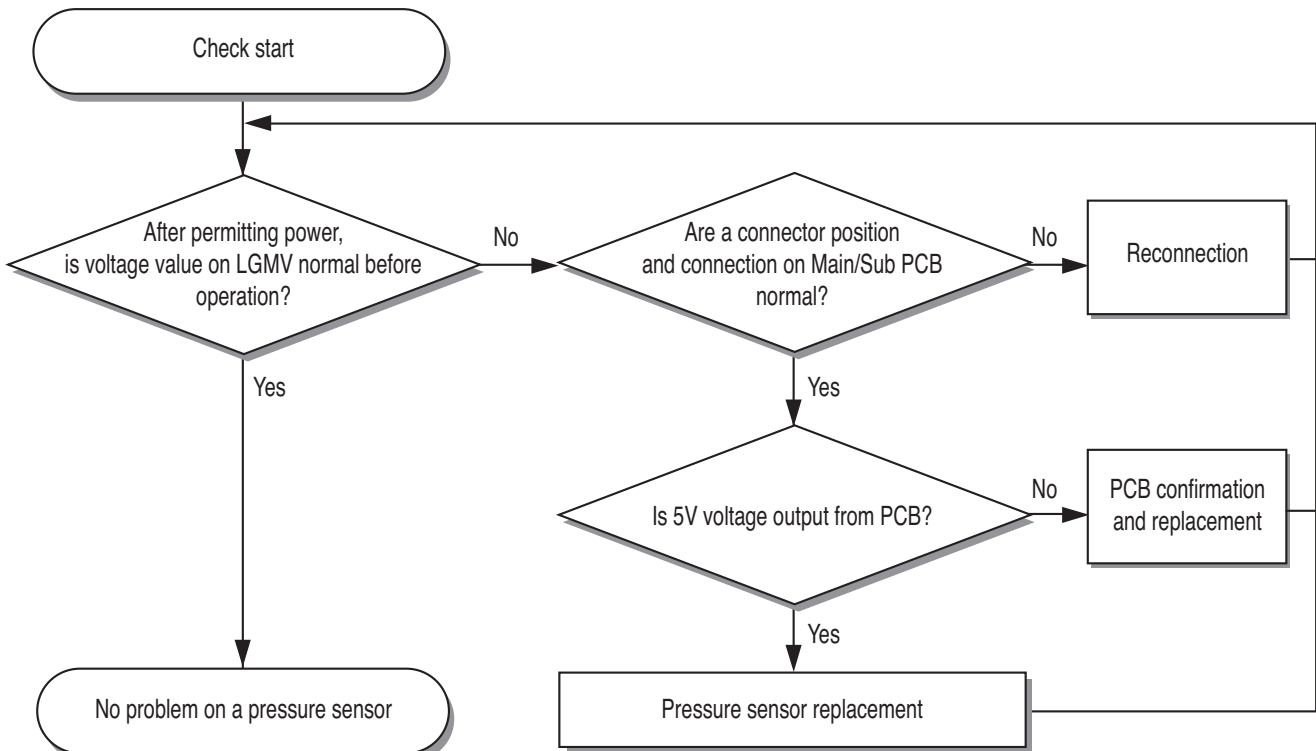 Check start
After permitting power,
is voltage value on LGMV normal before
operation?
No
Are a connector position
and connection on Main/Sub PCB
normal?
No
Reconnection
Yes
Yes
Is 5V voltage output from PCB?
No
PCB confirmation
and replacement
Yes
No problem on a pressure sensor
Pressure sensor replacement